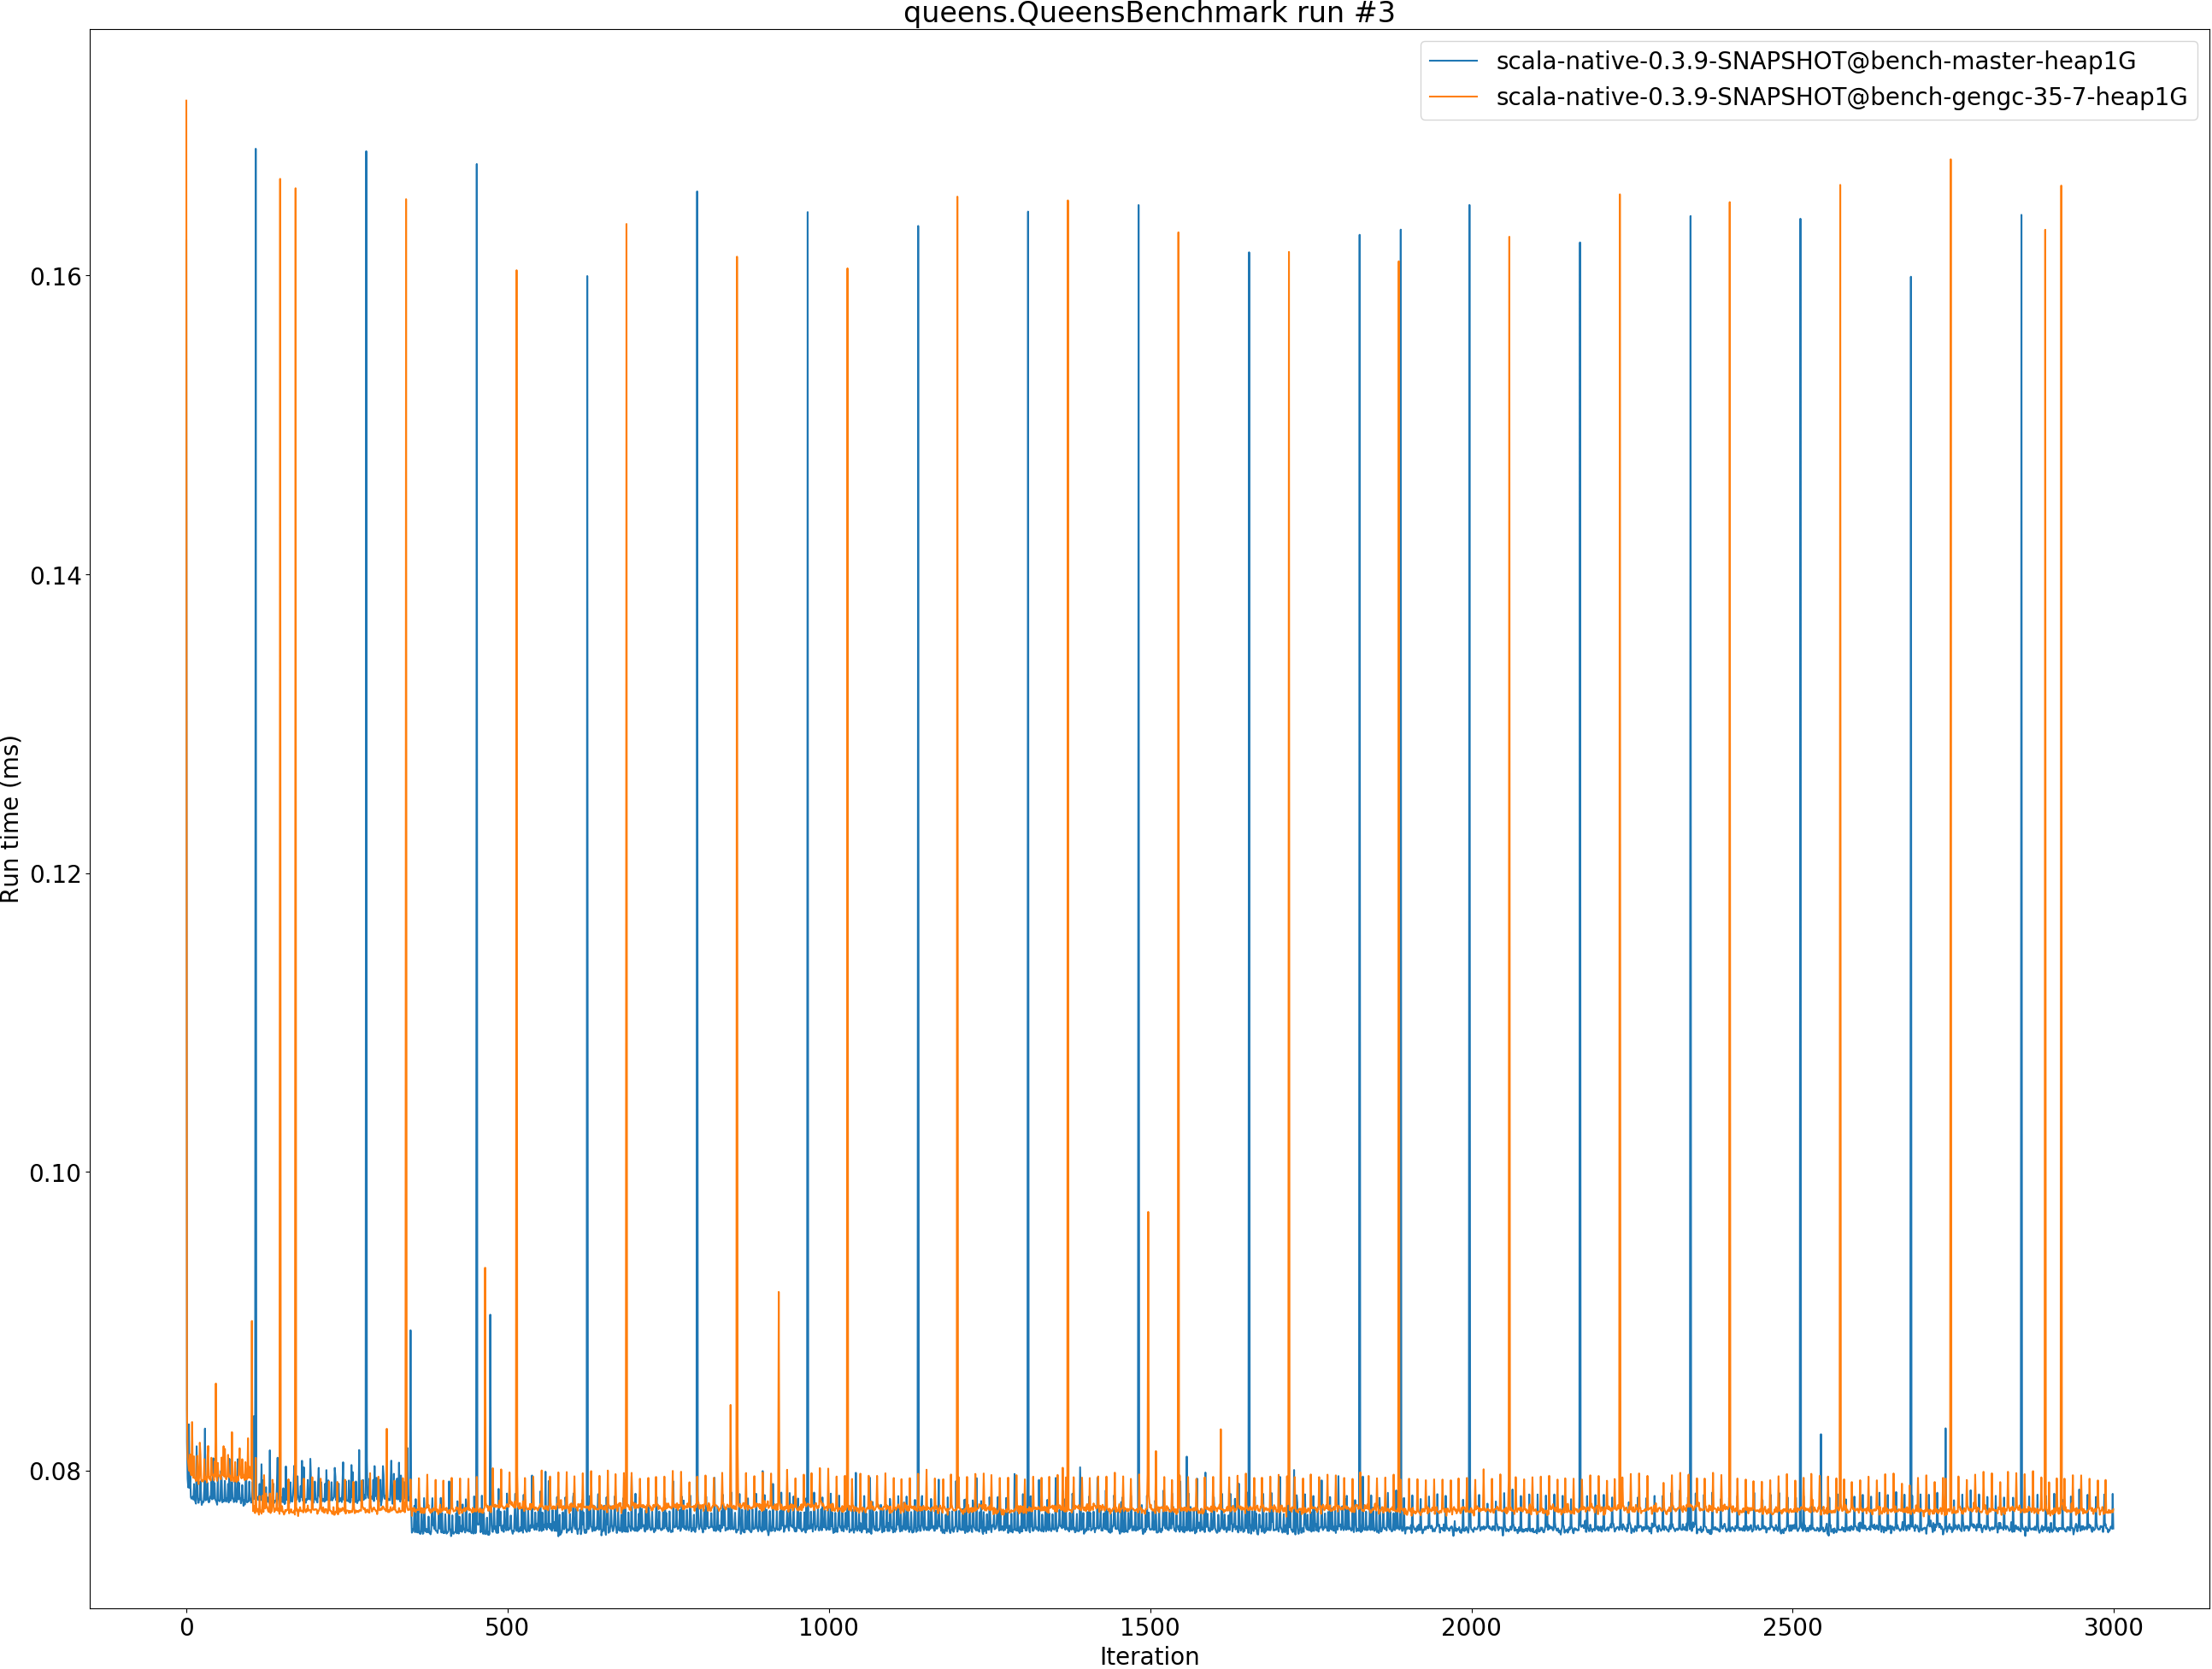 queens.QueensBenchmark run #3
scala-native-0.3.9-SNAPSHOT@bench-master-heap1G
scala-native-0.3.9-SNAPSHOT@bench-gengc-35-7-heap1G
Run time (ms)
0.16
0.14
0.12
0.10
0.08
0 500 1000 1500 2000 2500 3000
Iteration